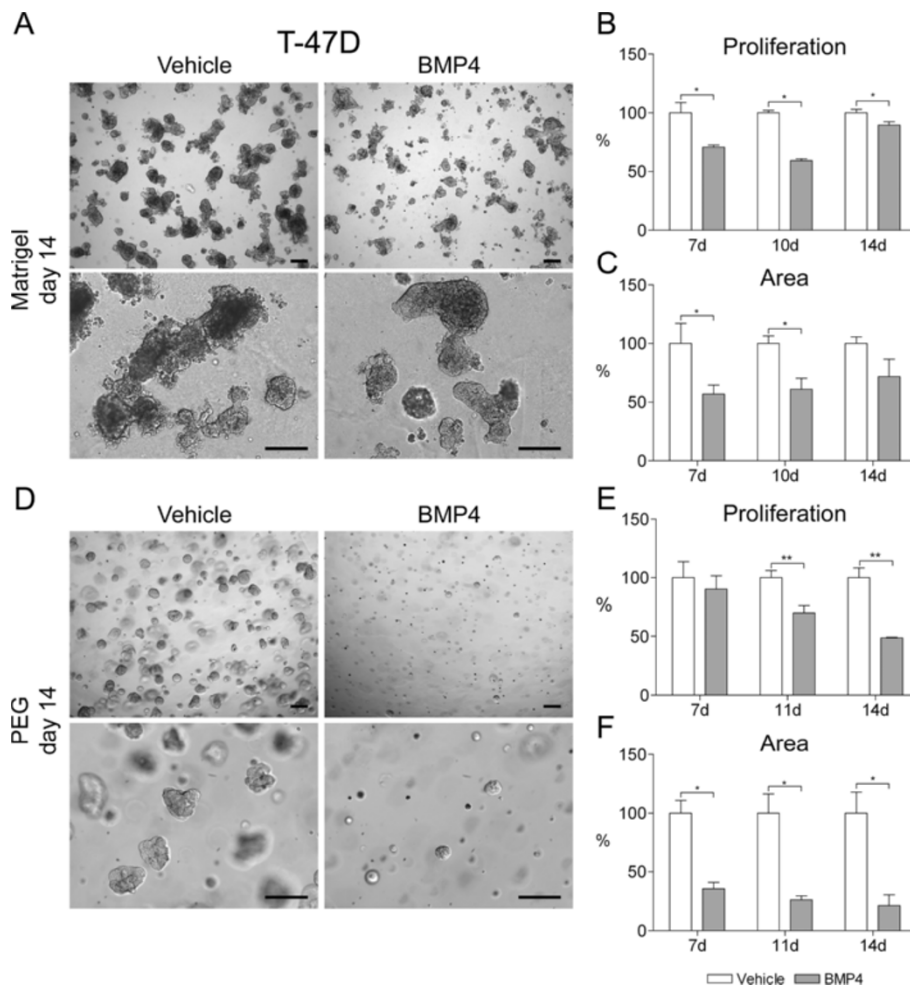 A
T-47D
Vehicle BMP4
Matrigel
day 14
B
Proliferation
150
100
%
50
0
* * *
7d 10d 14d
C
Area
150
100
%
50
0
* *
7d 10d 14d
D
Vehicle BMP4
PEG
day 14
E
Proliferation
150
100
%
50
0
** **
7d 11d 14d
F
Area
100
%
50
0
* * *
7d 11d 14d
Vehicle BMP4